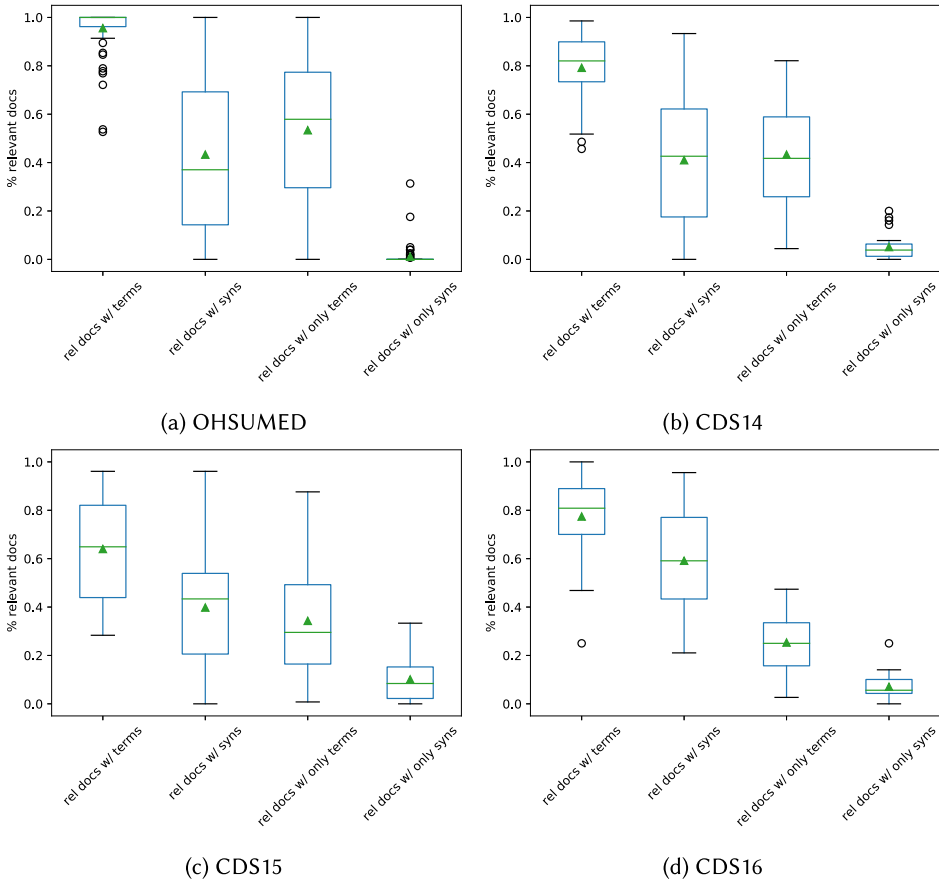 % relevant docs
1.0
0.8
0.6
0.4
0.2
0.0
rel docs w/ terms
rel docs w/ syns
rel docs w/ only terms
rel docs w/ only syns
(a) OHSUMED
% relevant docs
1.0
0.8
0.6
0.4
0.2
0.0
rel docs w/ terms
rel docs w/ syns
rel docs w/ only terms
rel docs w/ only syns
(b) CDS14
% relevant docs
1.0
0.8
0.6
0.4
0.2
0.0
rel docs w/ terms
rel docs w/ syns
rel docs w/ only terms
rel docs w/ only syns
(c) CDS15
% relevant docs
1.0
0.8
0.6
0.4
0.2
0.0
rel docs w/ terms
rel docs w/ syns
rel docs w/ only terms
rel docs w/ only syns
(d) CDS16